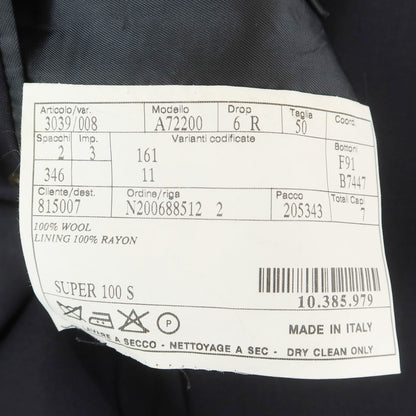 Articolo/var. Modello Drop Taglia Coord.
3039/008 A72200 6 R 50
Spacchi Imp. Varianti codificate Bottoni
2 3 161 F91
346 11 B7447
Cliente/dest. Ordine/riga Pacco Total Capi
815007 N200688512 2 205343 7
100% WOOL
LINING 100% RAYON
SUPER 100 S
10.385.979
P
MADE IN ITALY
A SECCO - NETTOYAGE A SEC - DRY CLEAN ONLY